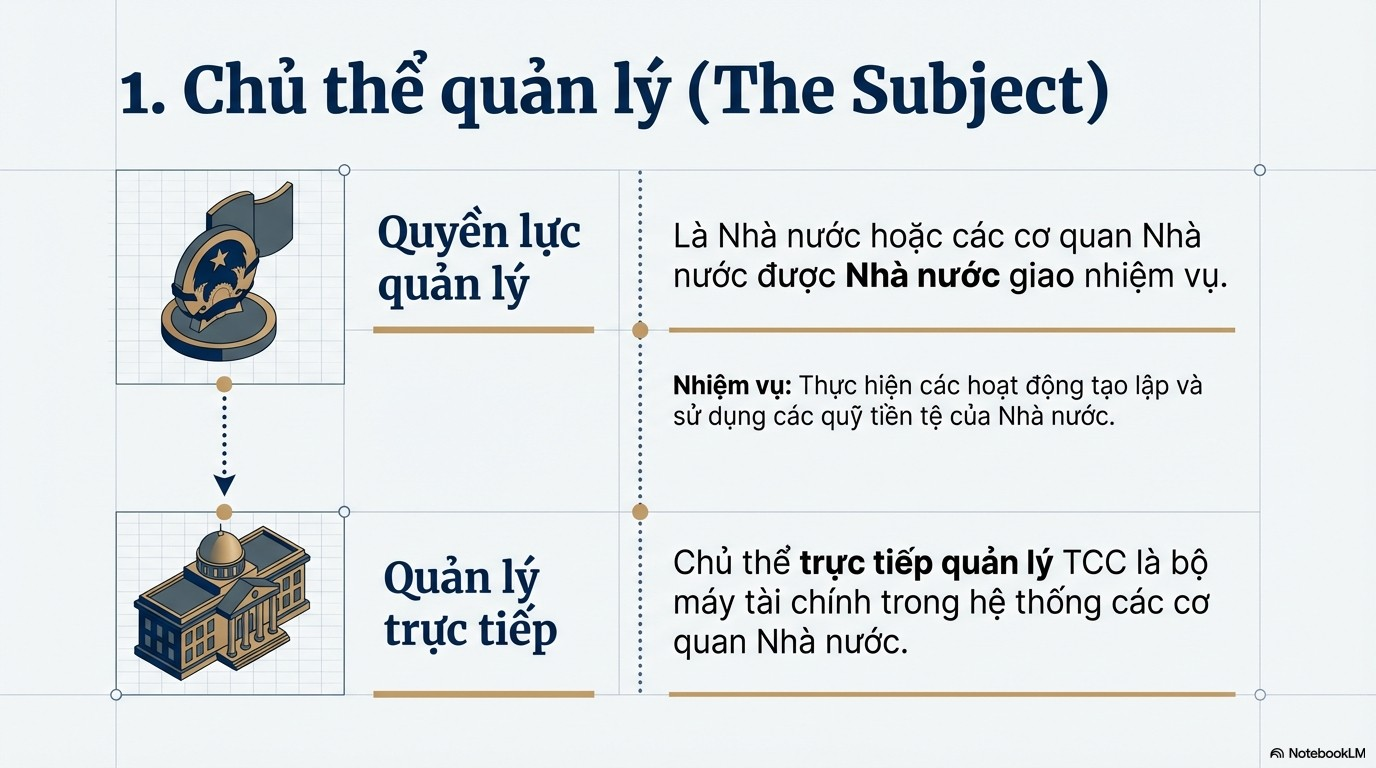 1. Chủ thể quản lý (The Subject)
Quyền lực
quản lý
Là Nhà nước hoặc các cơ quan Nhà
nước được Nhà nước giao nhiệm vụ.
Nhiệm vụ: Thực hiện các hoạt động tạo lập và
sử dụng các quỹ tiền tệ của Nhà nước.
Quản lý
trực tiếp
Chủ thể trực tiếp quản lý TCC là bộ
máy tài chính trong hệ thống các cơ
quan Nhà nước.
NotebookLM